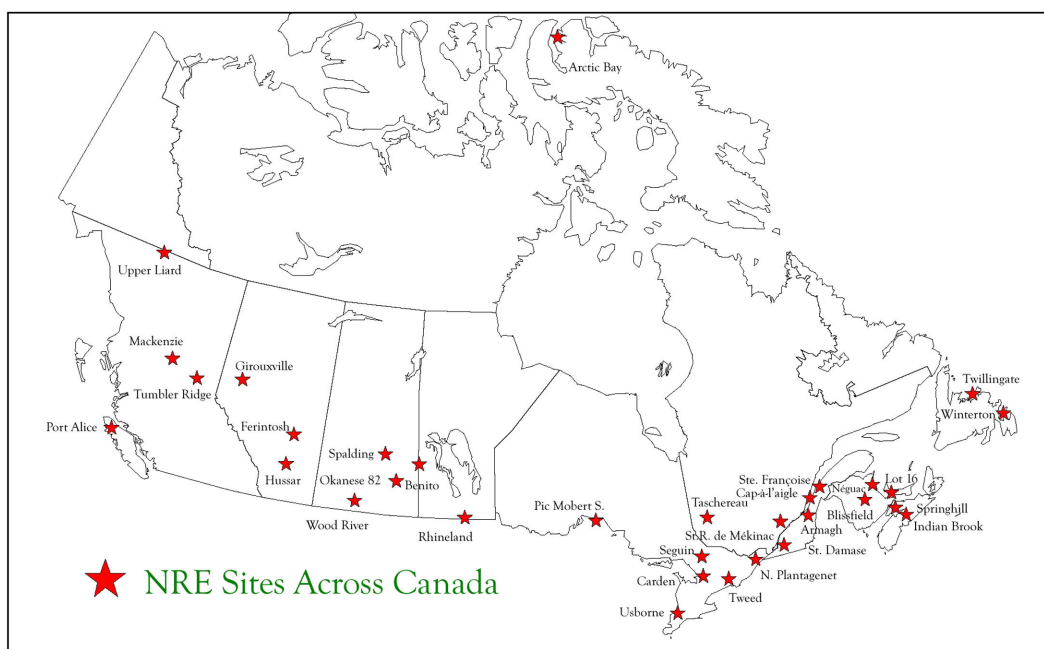 Arctic Bay
Upper Liard
Mackenzie
Girouxville
Tumbler Ridge
Twillingate
Winterton
Port Alice
Ferintosh
Spalding
Hussar
Okanese 82
Benito
Wood River
Rhineland
Pic Mobert S.
Taschereau
Ste. Françoise
Cap-à-l'aigle
Néguac
Lot 16
Blissfield
Springhill
Indian Brook
Armagh
St.R. de Mékinac
St. Damase
Seguin
N. Plantagenet
Carden
Tweed
Usborne
NRE Sites Across Canada